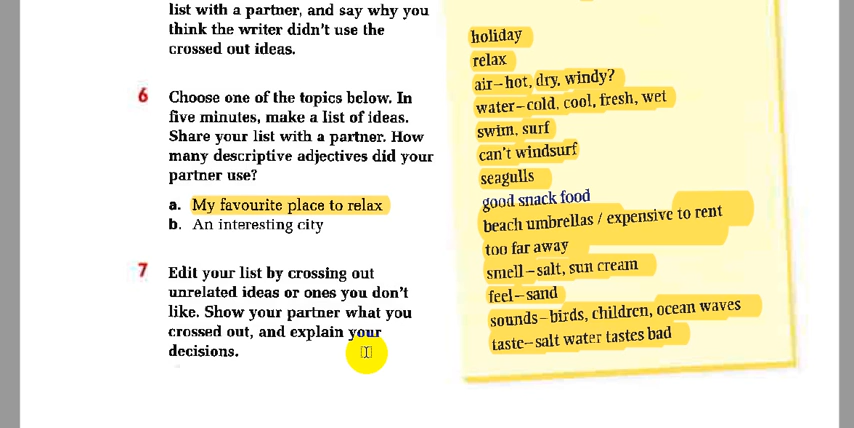 list with a partner, and say why you
think the writer didn't use the
crossed out ideas.
6 Choose one of the topics below. In
five minutes, make a list of ideas.
Share your list with a partner. How
many descriptive adjectives did your
partner use?
a. My favourite place to relax
b. An interesting city
7 Edit your list by crossing out
unrelated ideas or ones you don't
like. Show your partner what you
crossed out, and explain your
decisions.
holiday
relax
air–hot, dry, windy?
water–cold, cool, fresh, wet
swim, surf
can't windsurf
seagulls
good snack food
beach umbrellas / expensive to rent
too far away
smell–salt, sun cream
feel–sand
sounds–birds, children, ocean waves
taste–salt water tastes bad